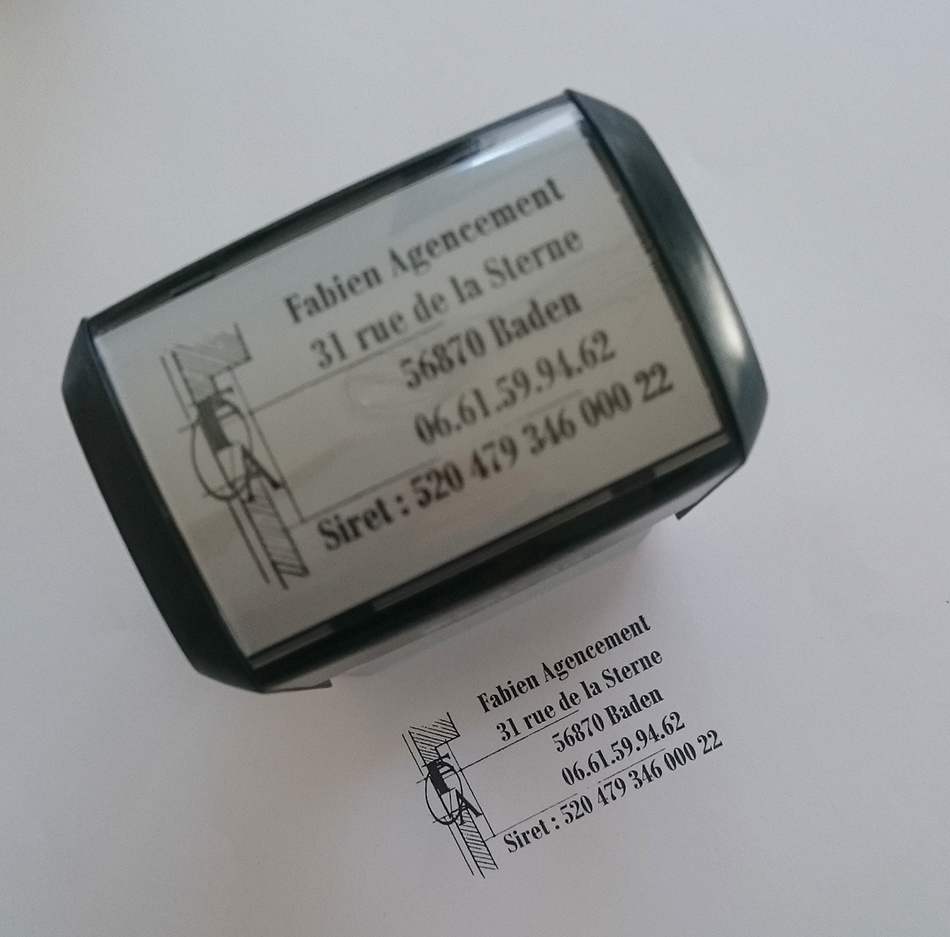 Fabien Agencement
31 rue de la Sterne
56870 Baden
06.61.59.94.62
Siret : 520 479 346 000 22
FA
Fabien Agencement
31 rue de la Sterne
56870 Baden
06.61.59.94.62
Siret : 520 479 346 000 22
FA